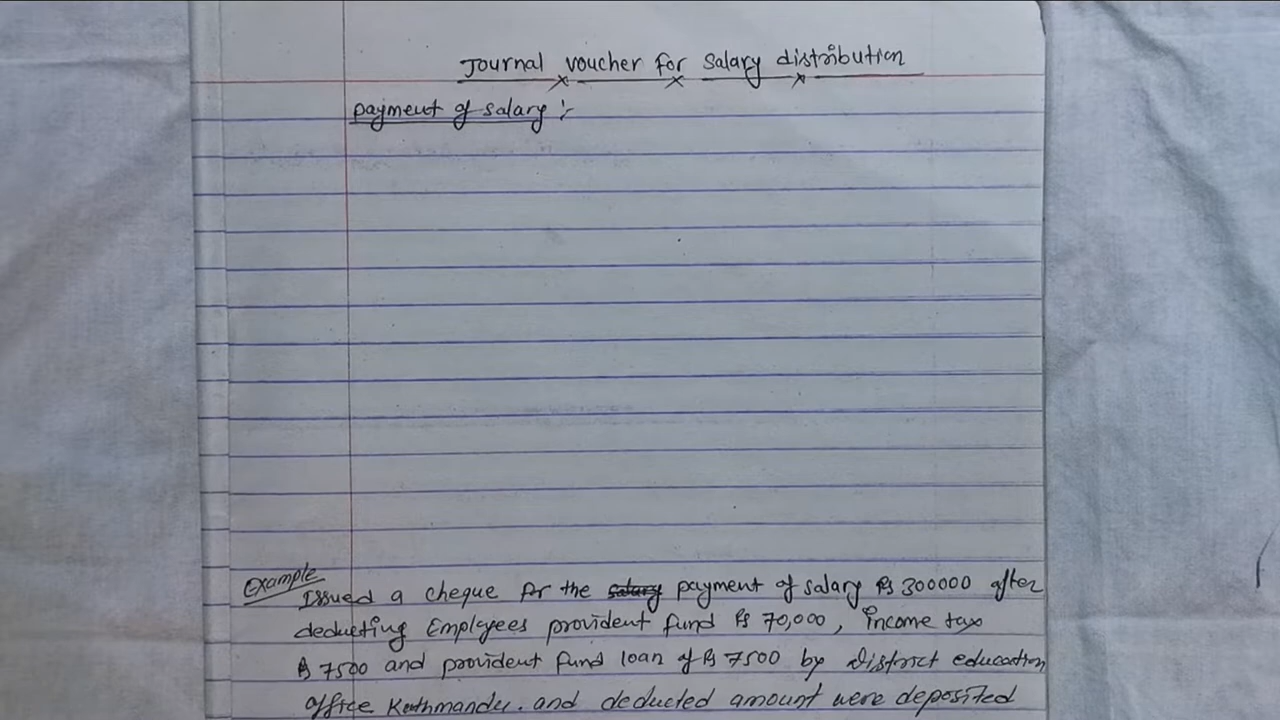 Journal voucher for salary distribution
payment of salary :-
Example
Issued a cheque for the salary payment of salary Rs 300000 after
deducting Employees provident fund Rs 70,000, income tax
Rs 7500 and provident fund loan of Rs 7500 by district education
office Kathmandu. and deducted amount were deposited